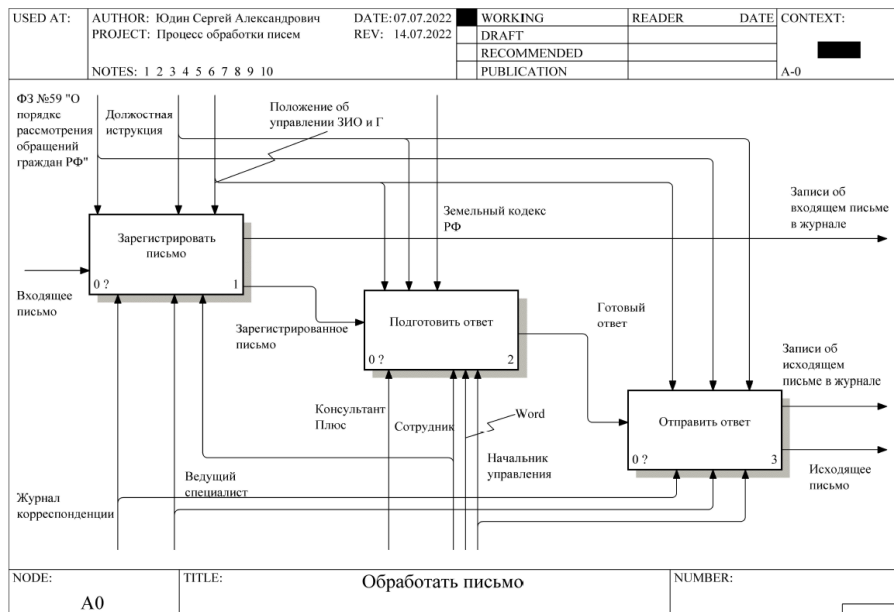 USED AT:
AUTHOR: Юдин Сергей Александрович
DATE: 07.07.2022
WORKING
READER
DATE
CONTEXT:
PROJECT: Процесс обработки писем
REV: 14.07.2022
DRAFT
RECOMMENDED
NOTES: 1 2 3 4 5 6 7 8 9 10
PUBLICATION
A-0
ФЗ №59 "О
порядкс
рассмотрения
обращений
граждан РФ"
Должостная
иструкция
Положение об
управлении ЗИО и Г
Земельный кодекс
РФ
Записи об
входящем письме
в журнале
Зарегистрировать
письмо
0 ?
1
Входящее
письмо
Зарегистрированное
письмо
Подготовить ответ
0 ?
2
Готовый
ответ
Записи об
исходящем
письме в журнале
Отправить ответ
0 ?
3
Исходящее
письмо
Консультант
Плюс
Сотрудник
Word
Начальник
управления
Ведущий
специалист
Журнал
корреспонденции
NODE:
A0
TITLE:
Обработать письмо
NUMBER: